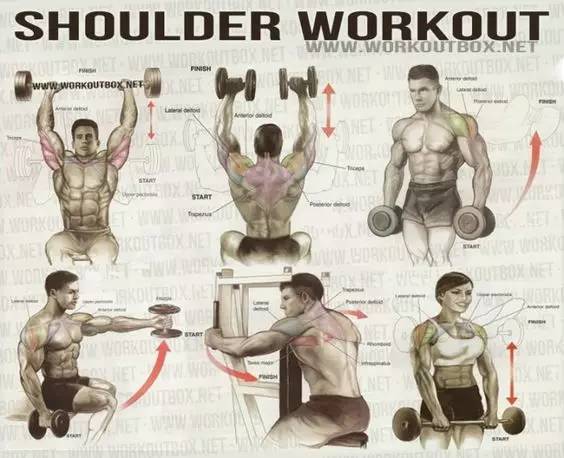 SHOULDER WORKOUT
WWW.WORKOUTBOX.NET
FINISH
WWW.WORKOUTBOX.NET
Anterior deltoid
Triceps
START
Upper pectoralis
FINISH
Lateral deltoid
Anterior deltoid
Triceps
START
Trapezius
Posterior deltoid
Anterior deltoid
Lateral deltoid
Posterior deltoid
FINISH
START
Upper pectoralis
Anterior deltoid
FINISH
START
START
Lateral deltoid
Trapezius
Posterior deltoid
Rhomboid
Teres major
Infraspinatus
FINISH
Lateral deltoid
Upper pectoralis
Anterior deltoid
FINISH
START